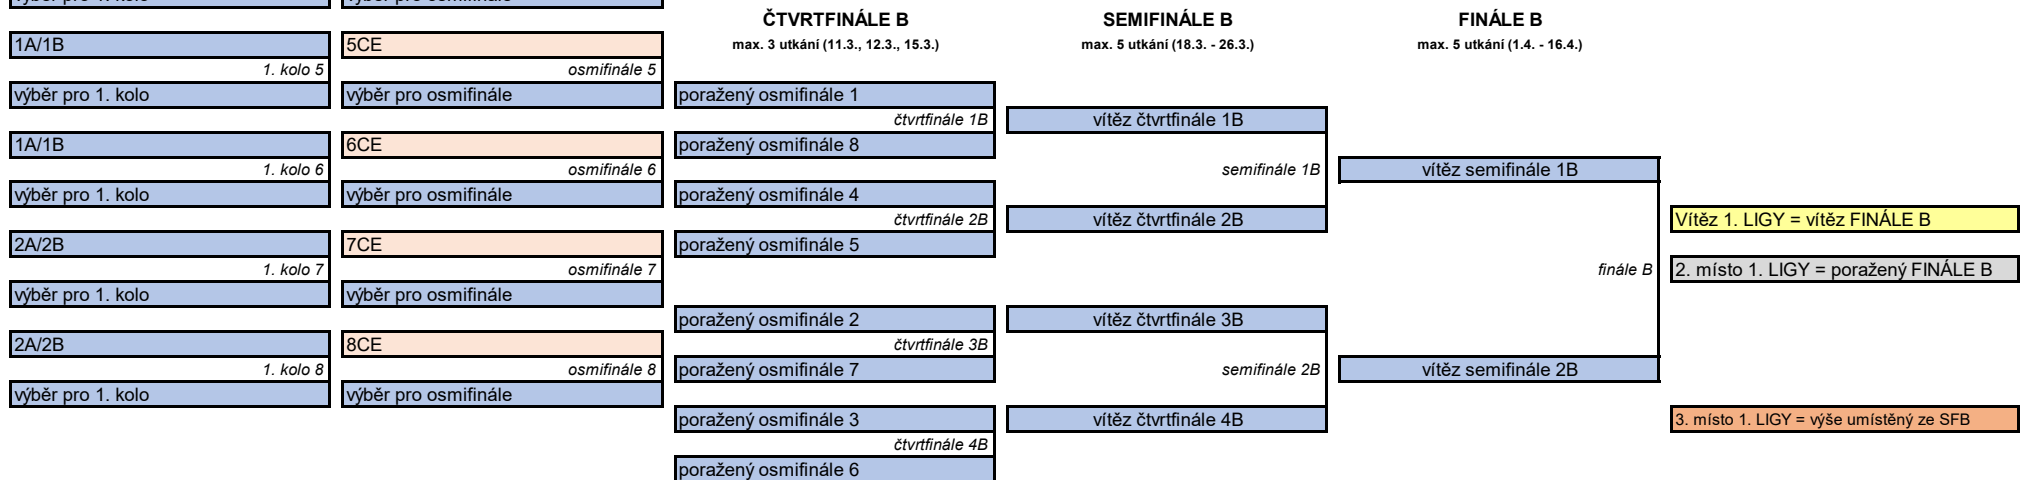 výběr pro 1. kolo
výběr pro osmifinále
ČTVRTFINÁLE B
SEMIFINÁLE B
FINÁLE B
1A/1B
5CE
max. 3 utkání (11.3., 12.3., 15.3.)
max. 5 utkání (18.3. - 26.3.)
max. 5 utkání (1.4. - 16.4.)
1. kolo 5
osmifinále 5
výběr pro 1. kolo
výběr pro osmifinále
poražený osmifinále 1
čtvrtfinále 1B
vítěz čtvrtfinále 1B
1A/1B
6CE
poražený osmifinále 8
1. kolo 6
osmifinále 6
semifinále 1B
vítěz semifinále 1B
výběr pro 1. kolo
výběr pro osmifinále
poražený osmifinále 4
čtvrtfinále 2B
vítěz čtvrtfinále 2B
Vítěz 1. LIGY = vítěz FINÁLE B
2A/2B
7CE
poražený osmifinále 5
1. kolo 7
osmifinále 7
finále B
2. místo 1. LIGY = poražený FINÁLE B
výběr pro 1. kolo
výběr pro osmifinále
poražený osmifinále 2
vítěz čtvrtfinále 3B
2A/2B
8CE
čtvrtfinále 3B
1. kolo 8
osmifinále 8
poražený osmifinále 7
semifinále 2B
vítěz semifinále 2B
výběr pro 1. kolo
výběr pro osmifinále
poražený osmifinále 3
vítěz čtvrtfinále 4B
3. místo 1. LIGY = výše umístěný ze SFB
čtvrtfinále 4B
poražený osmifinále 6